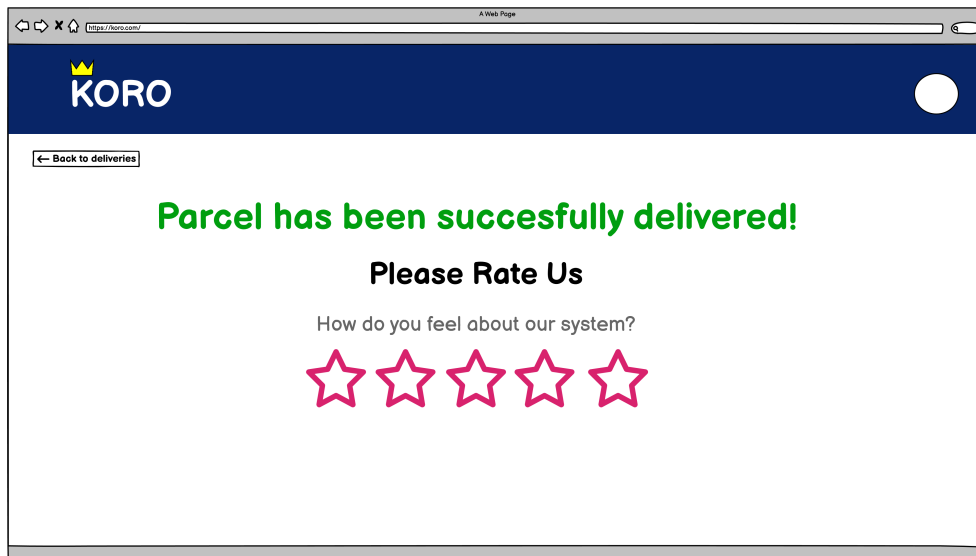 A Web Page
https://koro.com/
KORO
← Back to deliveries
Parcel has been succesfully delivered!
Please Rate Us
How do you feel about our system?